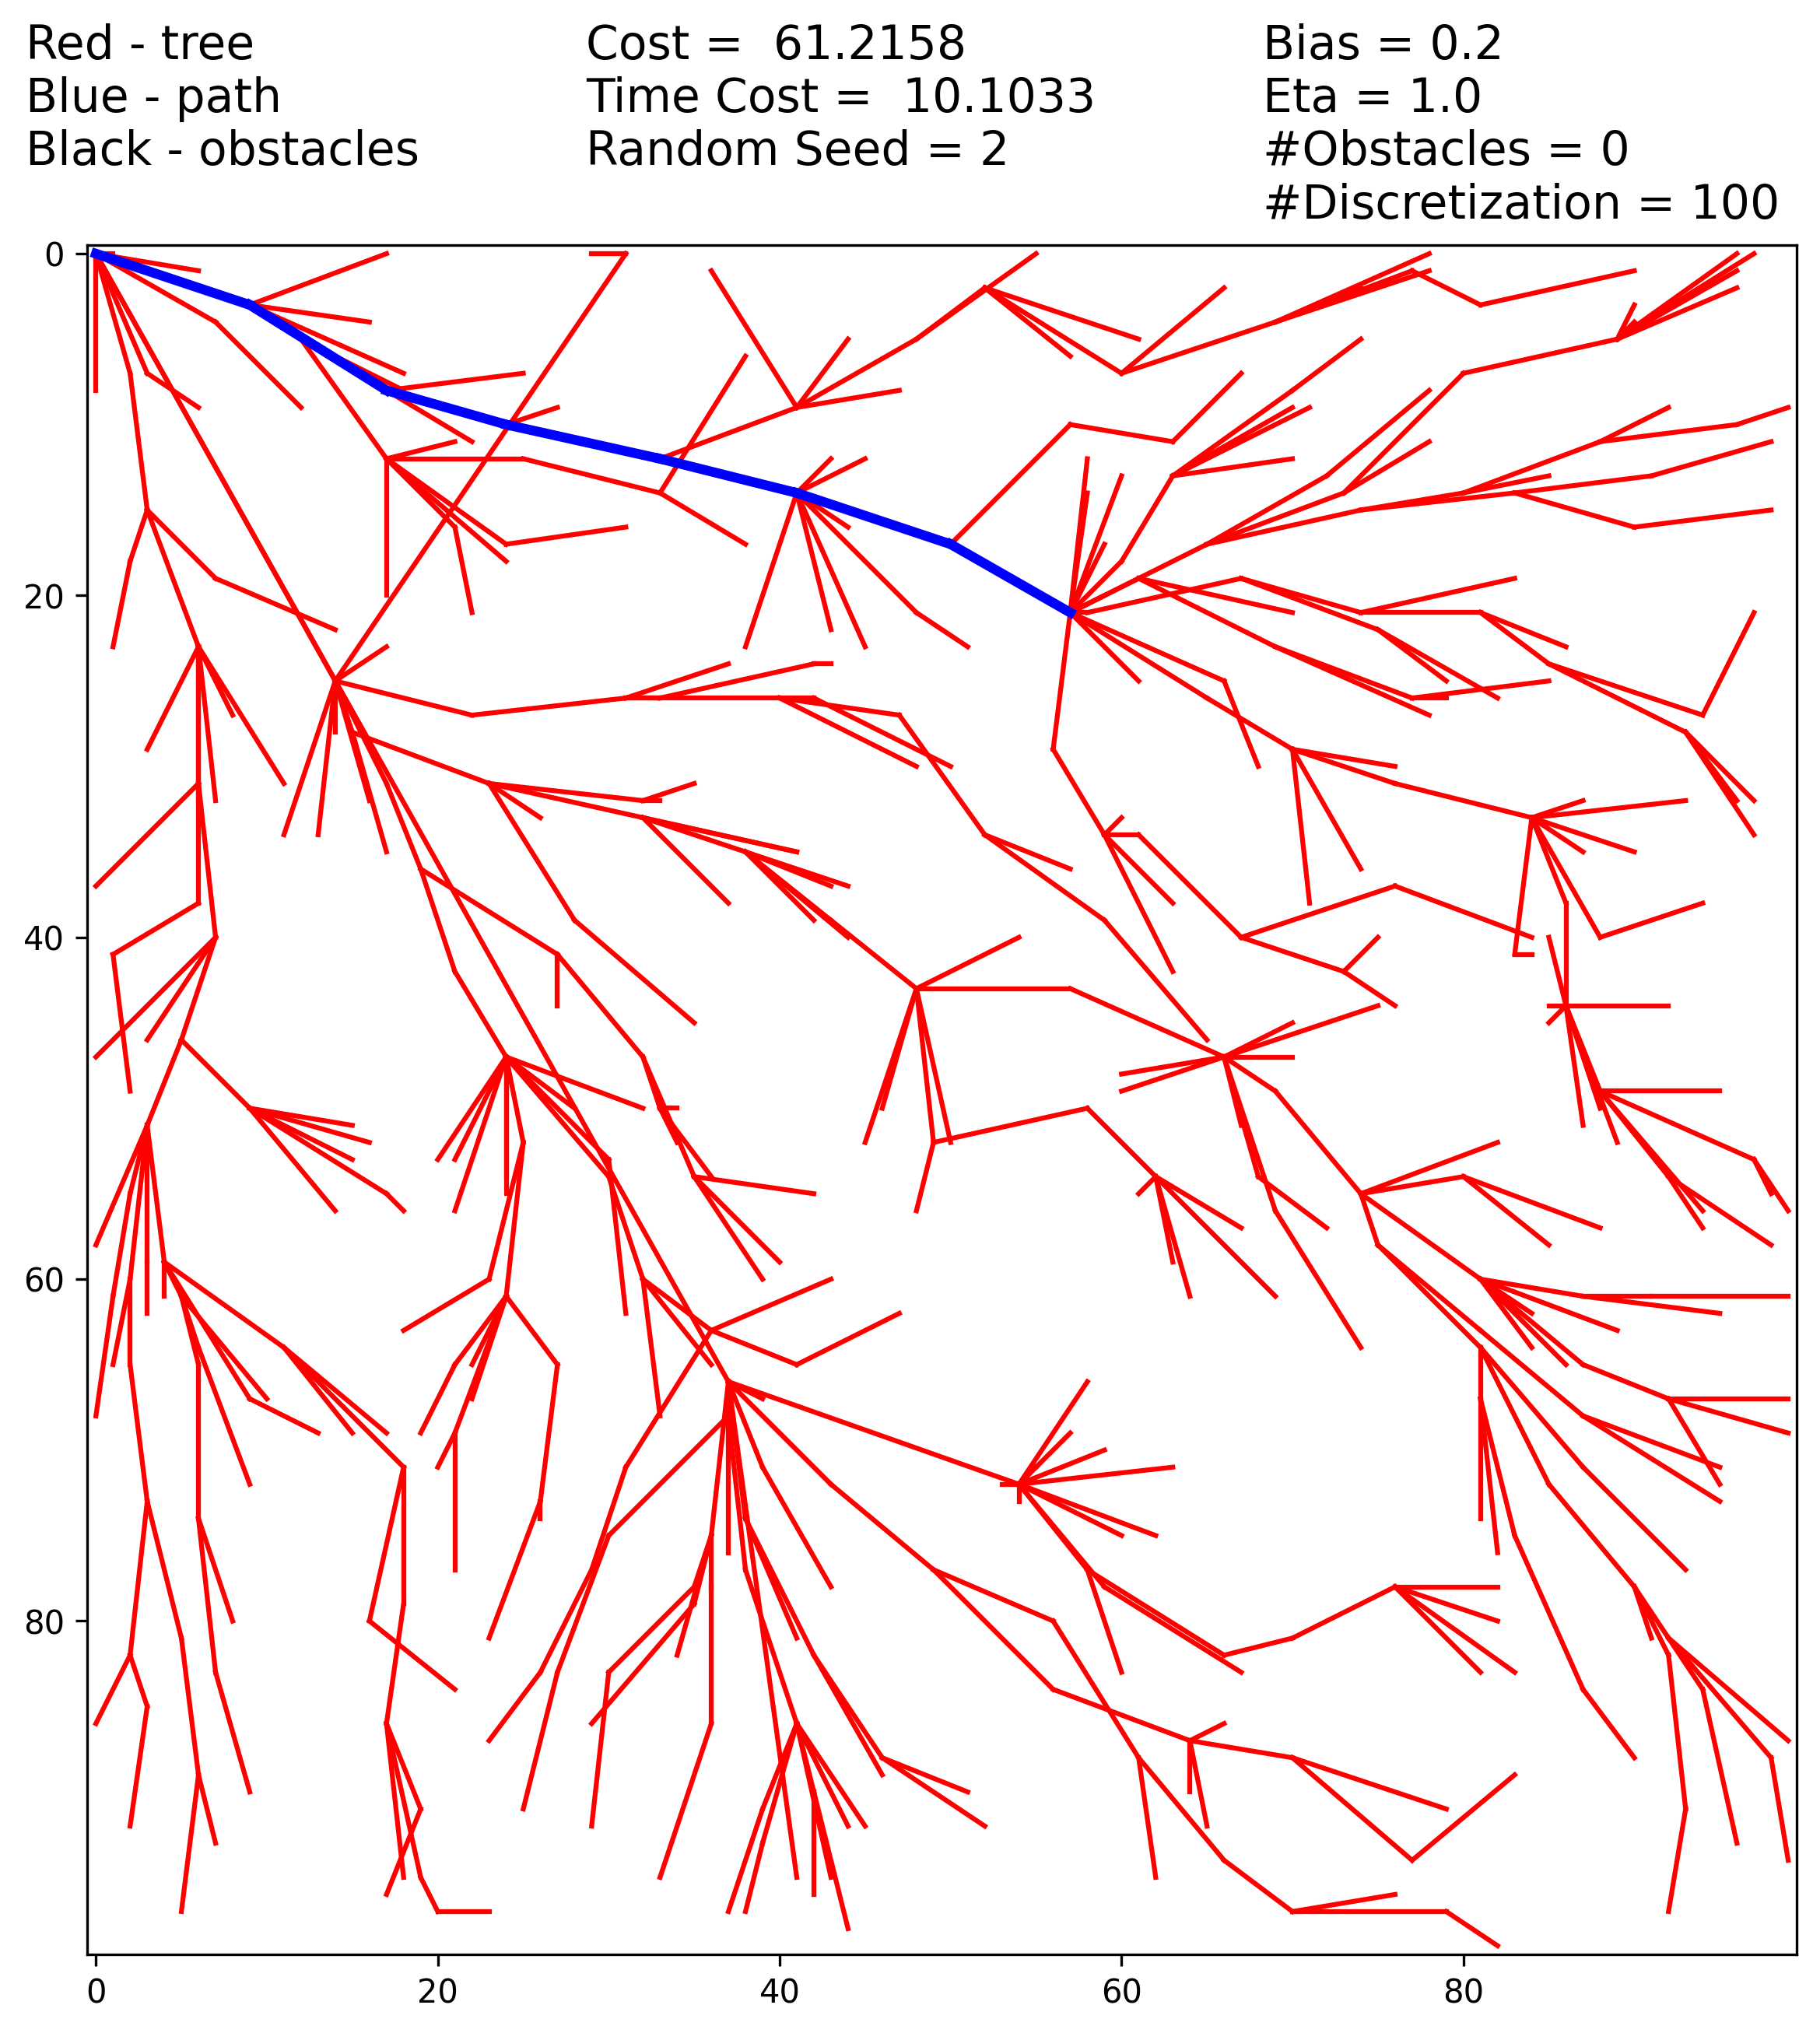 Red - tree
Blue - path
Black - obstacles
Cost =  61.2158
Time Cost =  10.1033
Random Seed = 2
Bias = 0.2
Eta = 1.0
#Obstacles = 0
#Discretization = 100
0
20
40
60
80
0
20
40
60
80